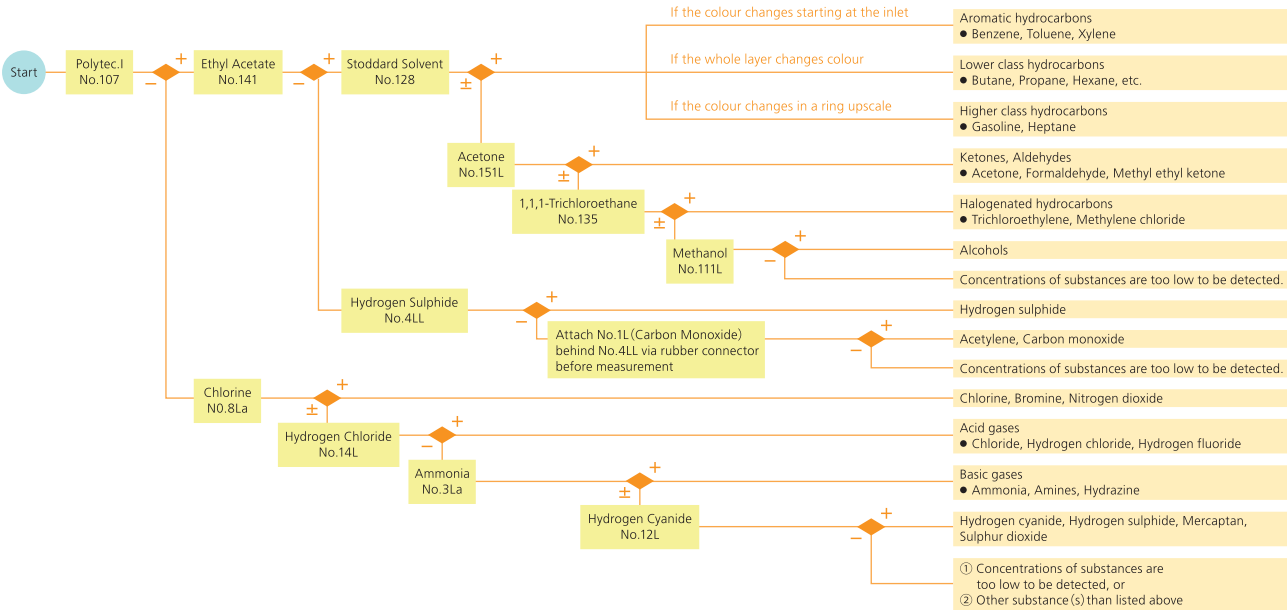 If the colour changes starting at the inlet
Aromatic hydrocarbons
● Benzene, Toluene, Xylene
Start
Polytec.I
No.107
+
−
Ethyl Acetate
No.141
+
−
Stoddard Solvent
No.128
+
±
If the whole layer changes colour
Lower class hydrocarbons
● Butane, Propane, Hexane, etc.
If the colour changes in a ring upscale
Higher class hydrocarbons
● Gasoline, Heptane
Acetone
No.151L
+
±
Ketones, Aldehydes
● Acetone, Formaldehyde, Methyl ethyl ketone
1,1,1-Trichloroethane
No.135
+
±
Halogenated hydrocarbons
● Trichloroethylene, Methylene chloride
Methanol
No.111L
+
−
Alcohols
Concentrations of substances are too low to be detected.
Hydrogen Sulphide
No.4LL
+
−
Hydrogen sulphide
Attach No.1L(Carbon Monoxide)
behind No.4LL via rubber connector
before measurement
+
−
Acetylene, Carbon monoxide
Concentrations of substances are too low to be detected.
Chlorine
N0.8La
+
±
Chlorine, Bromine, Nitrogen dioxide
Hydrogen Chloride
No.14L
+
−
Acid gases
● Chloride, Hydrogen chloride, Hydrogen fluoride
Ammonia
No.3La
+
±
Basic gases
● Ammonia, Amines, Hydrazine
Hydrogen Cyanide
No.12L
+
−
Hydrogen cyanide, Hydrogen sulphide, Mercaptan,
Sulphur dioxide
① Concentrations of substances are
too low to be detected, or
② Other substance(s) than listed above